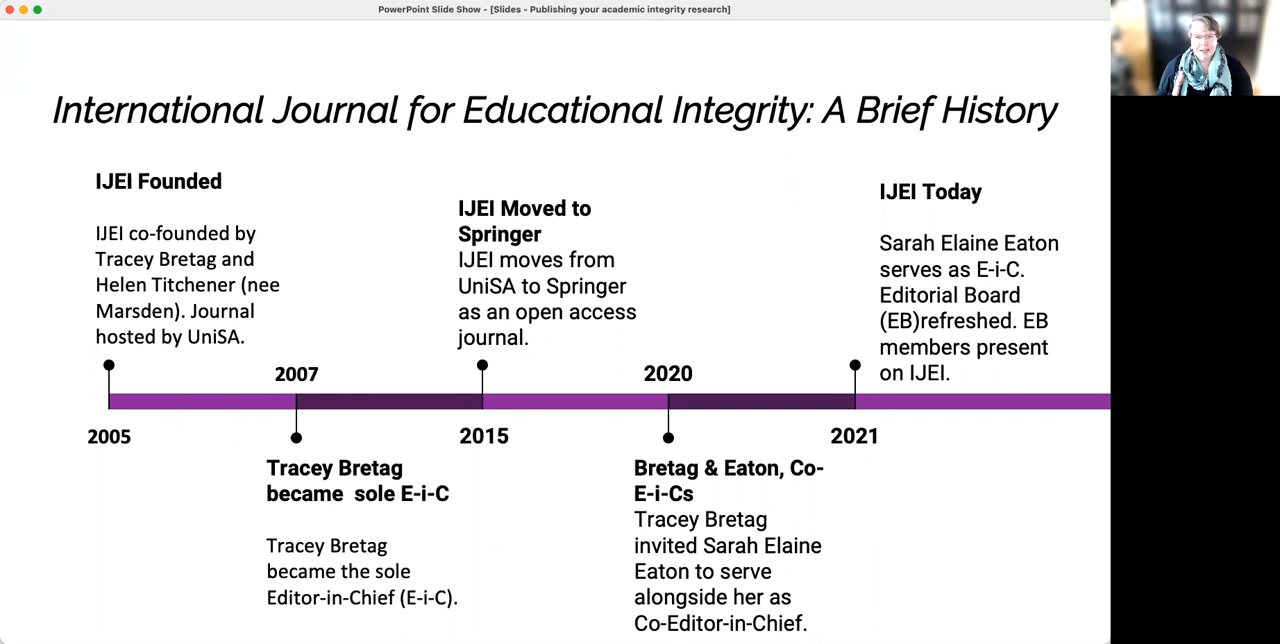 PowerPoint Slide Show - [Slides - Publishing your academic integrity research]
International Journal for Educational Integrity: A Brief History
IJEI Founded
IJEI co-founded by
Tracey Bretag and
Helen Titchener (nee
Marsden). Journal
hosted by UniSA.
2005
2007
Tracey Bretag
became  sole E-i-C
Tracey Bretag
became the sole
Editor-in-Chief (E-i-C).
IJEI Moved to
Springer
IJEI moves from
UniSA to Springer
as an open access
journal.
2015
2020
Bretag & Eaton, Co-
E-i-Cs
Tracey Bretag
invited Sarah Elaine
Eaton to serve
alongside her as
Co-Editor-in-Chief.
IJEI Today
Sarah Elaine Eaton
serves as E-i-C.
Editorial Board
(EB)refreshed. EB
members present
on IJEI.
2021